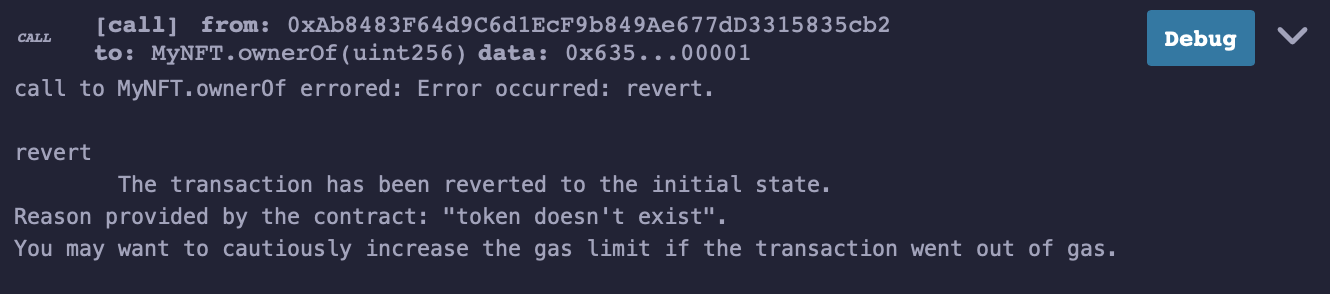 CALL [call] from: 0xAb8483F64d9C6d1EcF9b849Ae677dD3315835cb2
to: MyNFT.ownerOf(uint256) data: 0x635...00001
Debug
call to MyNFT.ownerOf errored: Error occurred: revert.
revert
The transaction has been reverted to the initial state.
Reason provided by the contract: "token doesn't exist".
You may want to cautiously increase the gas limit if the transaction went out of gas.